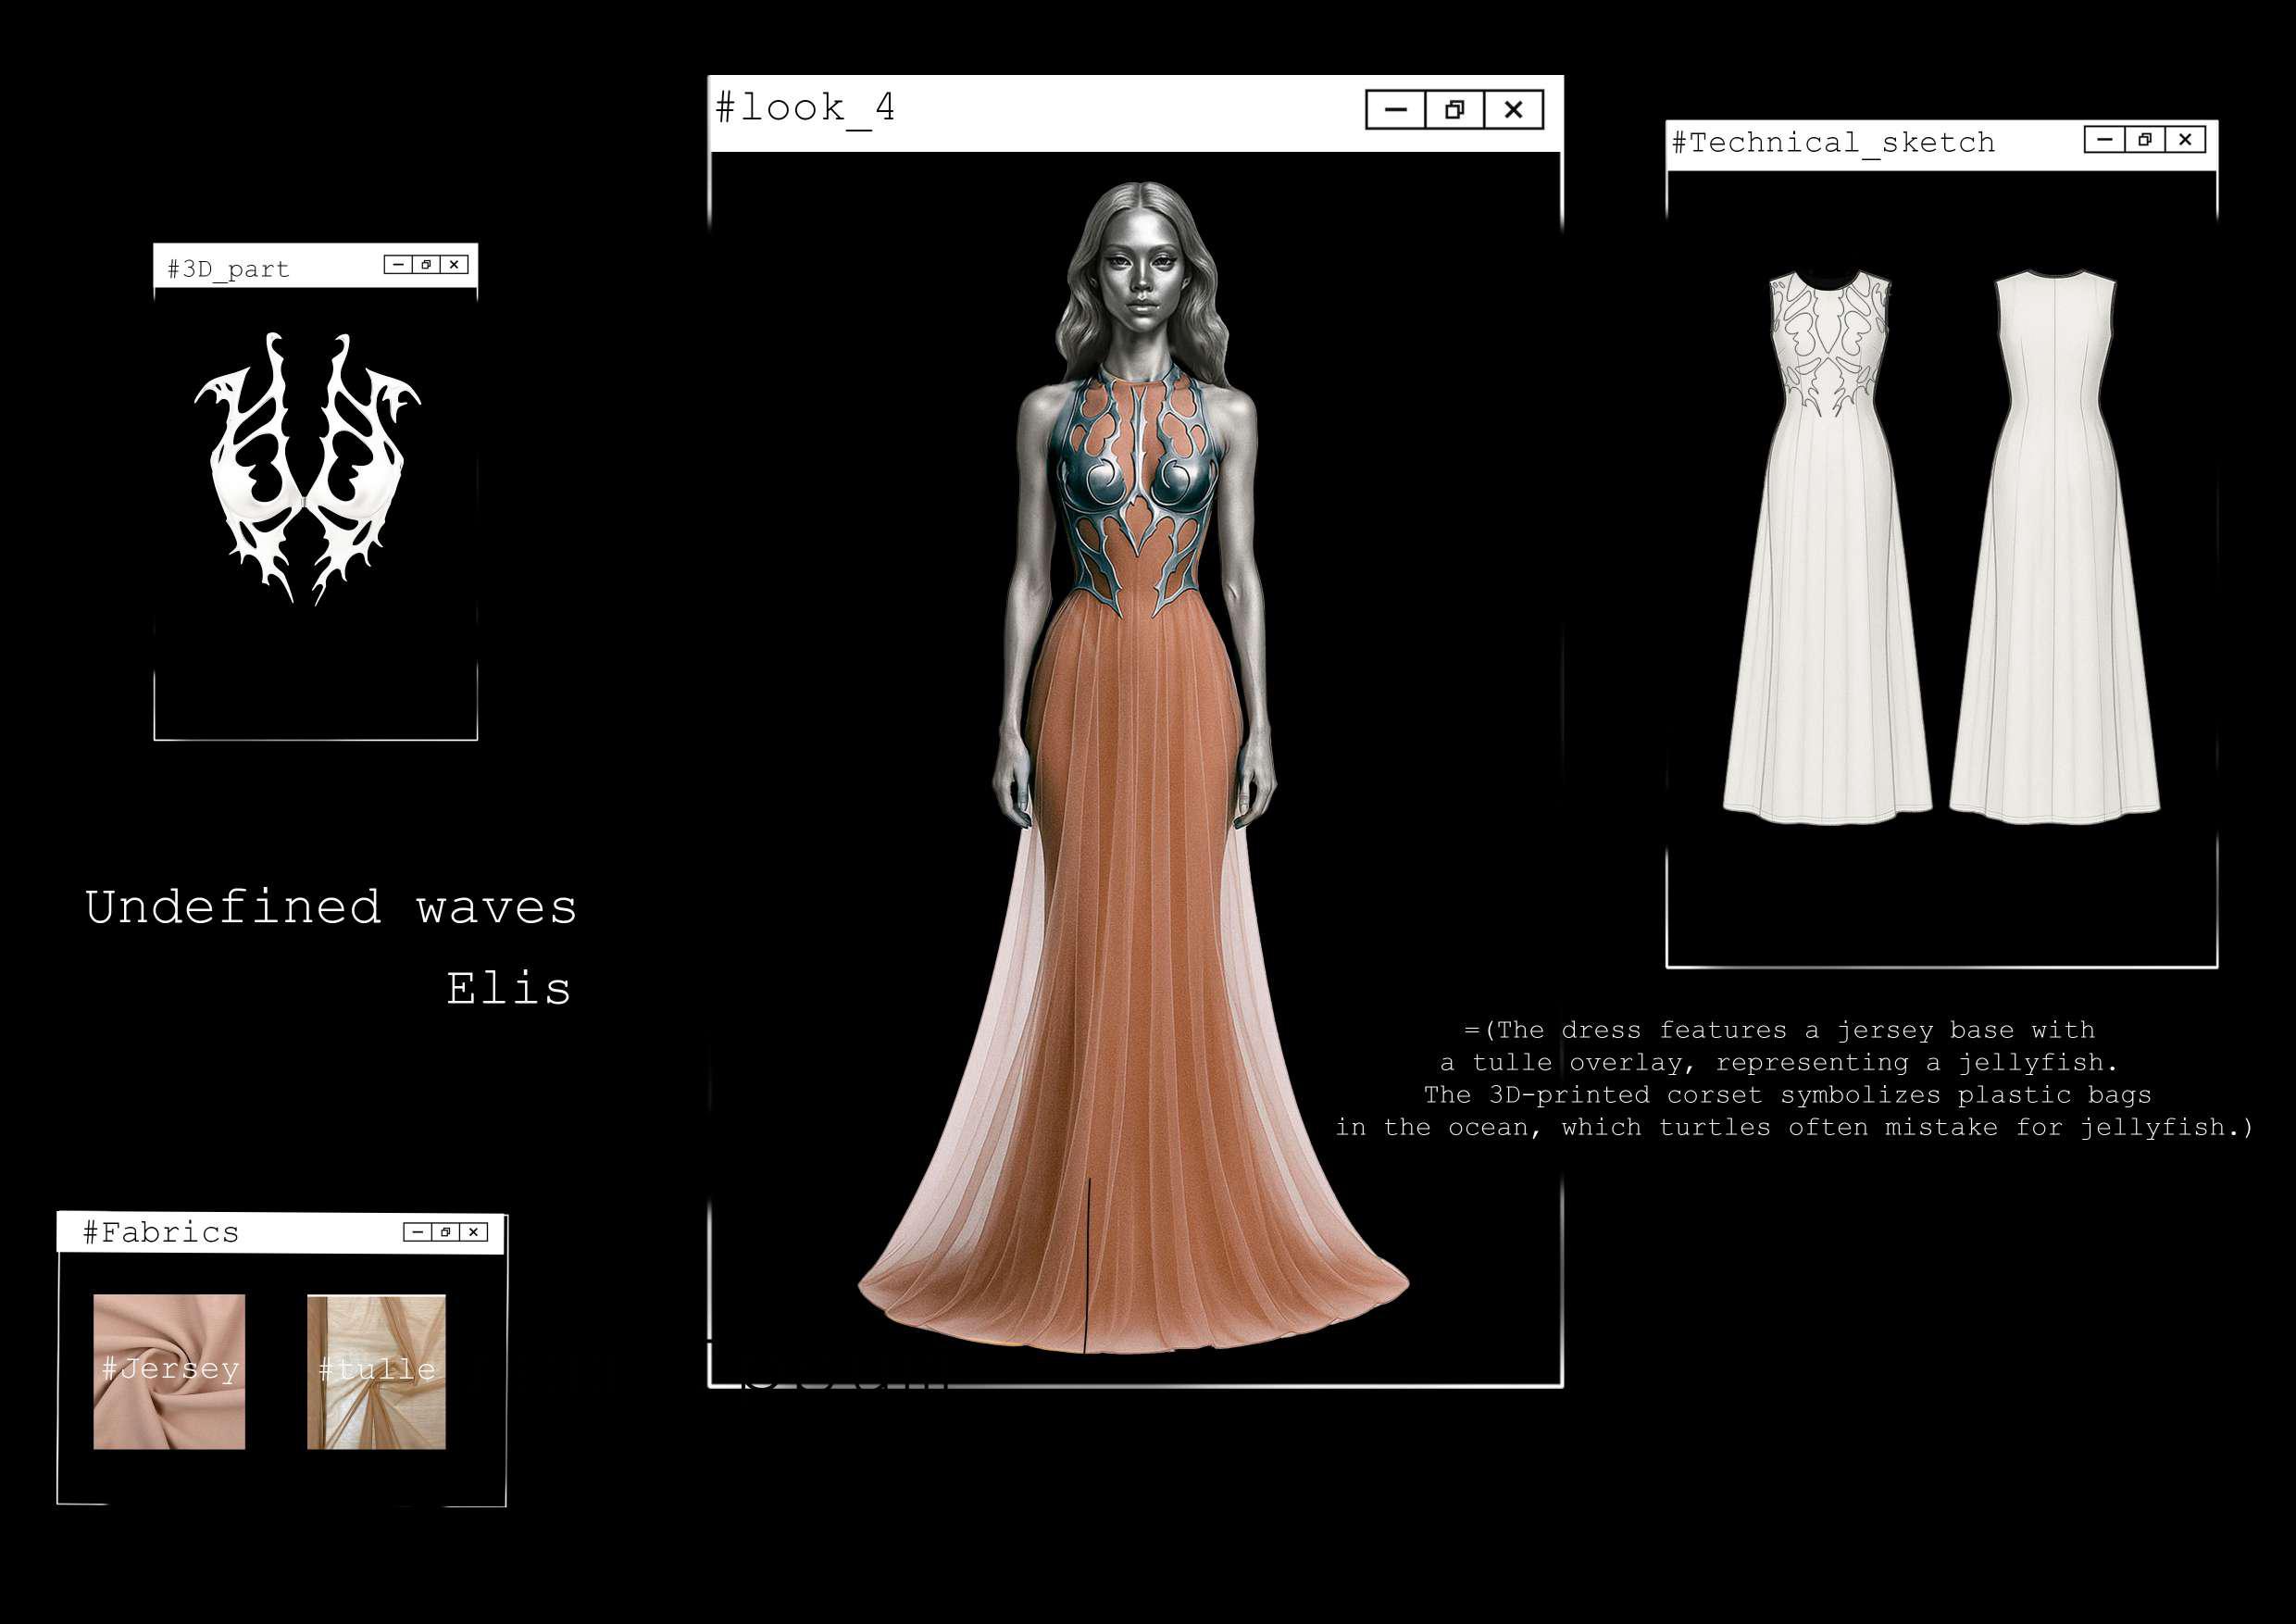 #look_4
#Technical_sketch
#3D_part
Undefined waves
Elis
=(The dress features a jersey base with
a tulle overlay, representing a jellyfish.
The 3D-printed corset symbolizes plastic bags
in the ocean, which turtles often mistake for jellyfish.)
#Fabrics
#Jersey
#tulle